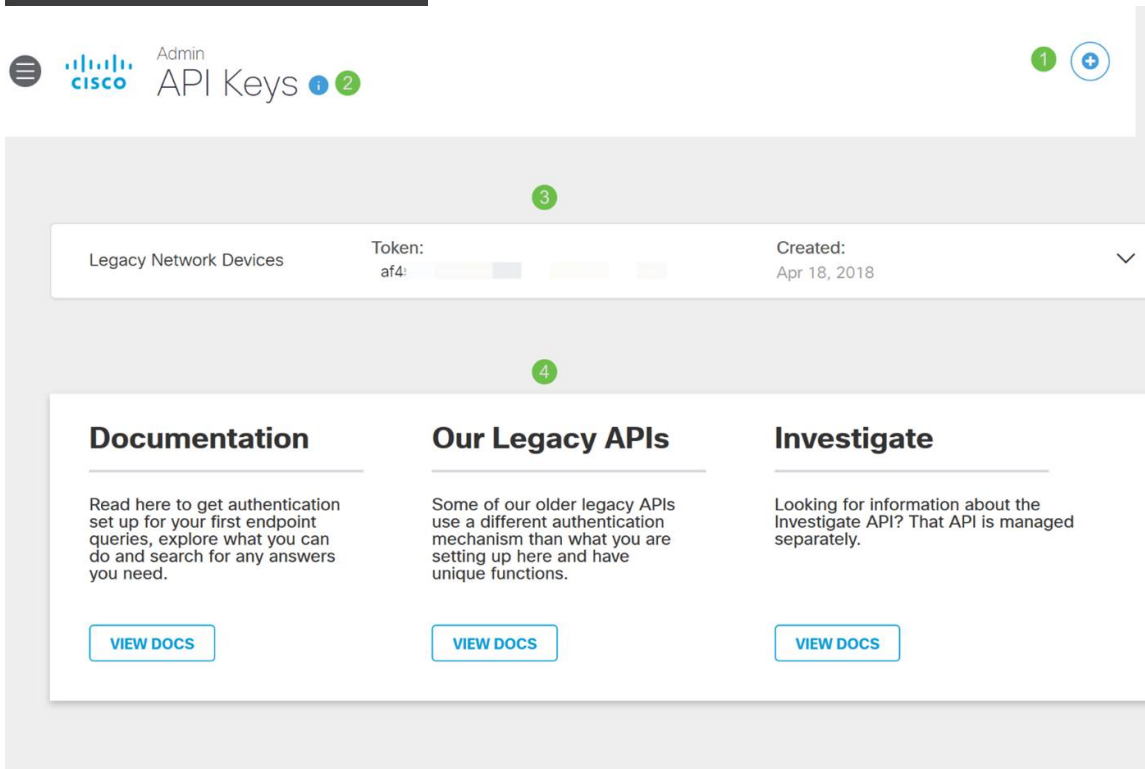 Admin
CISCO
API Keys
2
1
3
Legacy Network Devices
Token:
af4
Created:
Apr 18, 2018
4
Documentation
Read here to get authentication
set up for your first endpoint
queries, explore what you can
do and search for any answers
you need.
VIEW DOCS
Our Legacy APIs
Some of our older legacy APIs
use a different authentication
mechanism than what you are
setting up here and have
unique functions.
VIEW DOCS
Investigate
Looking for information about the
Investigate API? That API is managed
separately.
VIEW DOCS